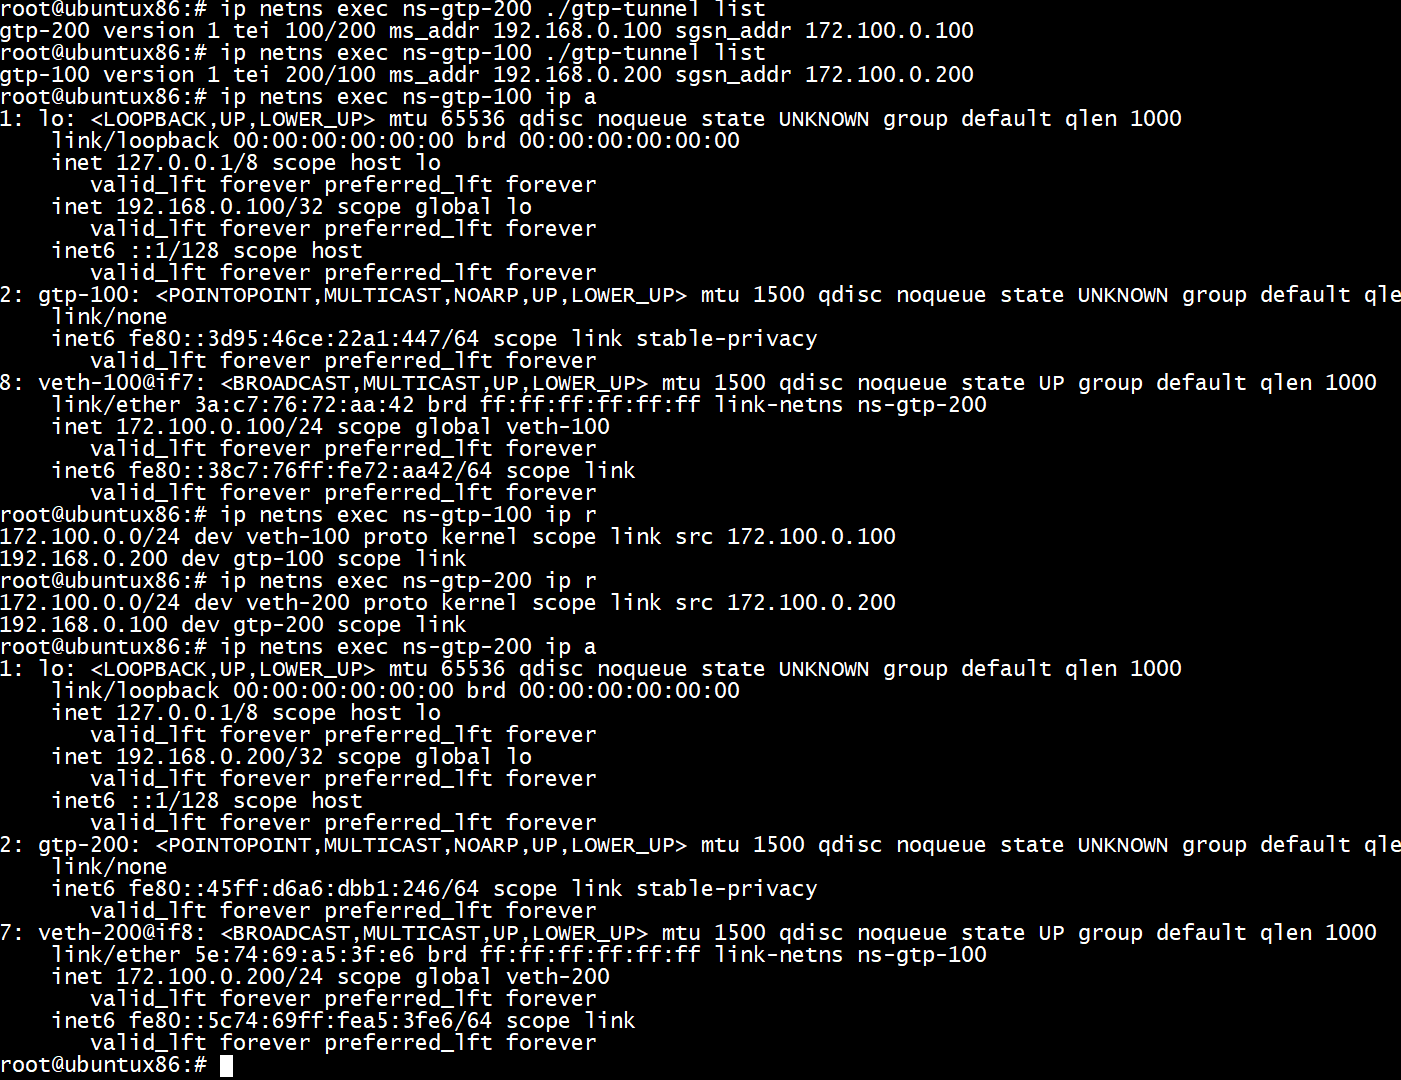 root@ubuntux86:# ip netns exec ns-gtp-200 ./gtp-tunnel list
gtp-200 version 1 tei 100/200 ms_addr 192.168.0.100 sgsn_addr 172.100.0.100
root@ubuntux86:# ip netns exec ns-gtp-100 ./gtp-tunnel list
gtp-100 version 1 tei 200/100 ms_addr 192.168.0.200 sgsn_addr 172.100.0.200
root@ubuntux86:# ip netns exec ns-gtp-100 ip a
1: lo: <LOOPBACK,UP,LOWER_UP> mtu 65536 qdisc noqueue state UNKNOWN group default qlen 1000
    link/loopback 00:00:00:00:00:00 brd 00:00:00:00:00:00
    inet 127.0.0.1/8 scope host lo
       valid_lft forever preferred_lft forever
    inet 192.168.0.100/32 scope global lo
       valid_lft forever preferred_lft forever
    inet6 ::1/128 scope host
       valid_lft forever preferred_lft forever
2: gtp-100: <POINTOPOINT,MULTICAST,NOARP,UP,LOWER_UP> mtu 1500 qdisc noqueue state UNKNOWN group default qle
    link/none
    inet6 fe80::3d95:46ce:22a1:447/64 scope link stable-privacy
       valid_lft forever preferred_lft forever
8: veth-100@if7: <BROADCAST,MULTICAST,UP,LOWER_UP> mtu 1500 qdisc noqueue state UP group default qlen 1000
    link/ether 3a:c7:76:72:aa:42 brd ff:ff:ff:ff:ff:ff link-netns ns-gtp-200
    inet 172.100.0.100/24 scope global veth-100
       valid_lft forever preferred_lft forever
    inet6 fe80::38c7:76ff:fe72:aa42/64 scope link
       valid_lft forever preferred_lft forever
root@ubuntux86:# ip netns exec ns-gtp-100 ip r
172.100.0.0/24 dev veth-100 proto kernel scope link src 172.100.0.100
192.168.0.200 dev gtp-100 scope link
root@ubuntux86:# ip netns exec ns-gtp-200 ip r
172.100.0.0/24 dev veth-200 proto kernel scope link src 172.100.0.200
192.168.0.100 dev gtp-200 scope link
root@ubuntux86:# ip netns exec ns-gtp-200 ip a
1: lo: <LOOPBACK,UP,LOWER_UP> mtu 65536 qdisc noqueue state UNKNOWN group default qlen 1000
    link/loopback 00:00:00:00:00:00 brd 00:00:00:00:00:00
    inet 127.0.0.1/8 scope host lo
       valid_lft forever preferred_lft forever
    inet 192.168.0.200/32 scope global lo
       valid_lft forever preferred_lft forever
    inet6 ::1/128 scope host
       valid_lft forever preferred_lft forever
2: gtp-200: <POINTOPOINT,MULTICAST,NOARP,UP,LOWER_UP> mtu 1500 qdisc noqueue state UNKNOWN group default qle
    link/none
    inet6 fe80::45ff:d6a6:dbb1:246/64 scope link stable-privacy
       valid_lft forever preferred_lft forever
7: veth-200@if8: <BROADCAST,MULTICAST,UP,LOWER_UP> mtu 1500 qdisc noqueue state UP group default qlen 1000
    link/ether 5e:74:69:a5:3f:e6 brd ff:ff:ff:ff:ff:ff link-netns ns-gtp-100
    inet 172.100.0.200/24 scope global veth-200
       valid_lft forever preferred_lft forever
    inet6 fe80::5c74:69ff:fea5:3fe6/64 scope link
       valid_lft forever preferred_lft forever
root@ubuntux86:#